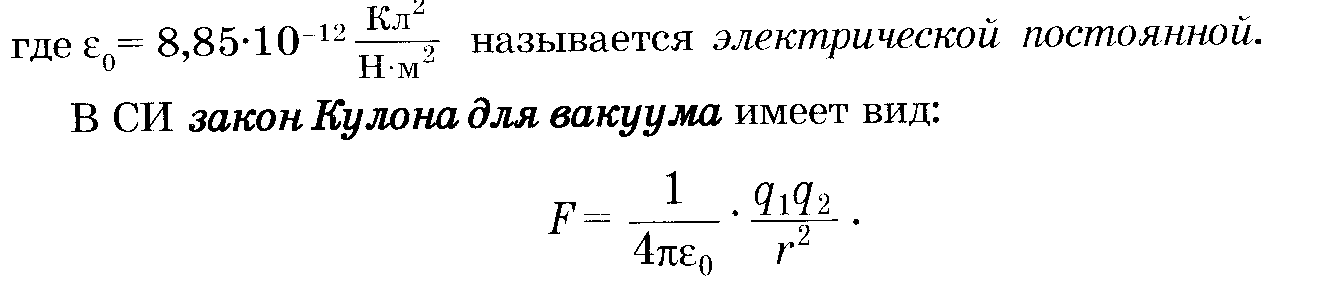 где ε₀= 8,85·10⁻¹² Кл²/Н·м² называется электрической постоянной.
В СИ закон Кулона для вакуума имеет вид:
F = 1/4πε₀ · q₁q₂/r² .